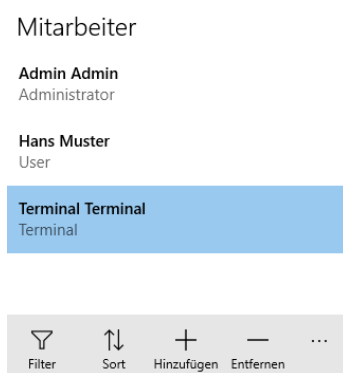 Mitarbeiter
Admin Admin
Administrator
Hans Muster
User
Terminal Terminal
Terminal
Filter Sort Hinzufügen Entfernen ...